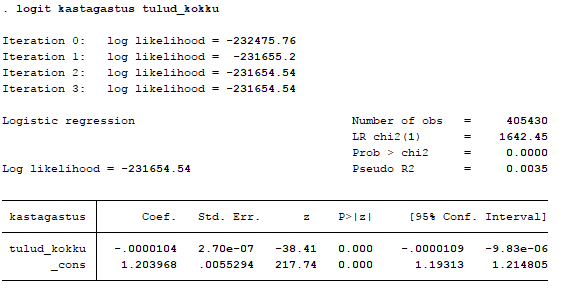 . logit kastagastus tulud_kokku
Iteration 0:   log likelihood = -232475.76
Iteration 1:   log likelihood =  -231655.2
Iteration 2:   log likelihood = -231654.54
Iteration 3:   log likelihood = -231654.54
Logistic regression                               Number of obs   =     405430
                                                  LR chi2(1)      =    1642.45
                                                  Prob > chi2     =     0.0000
Log likelihood = -231654.54                       Pseudo R2       =     0.0035
kastagastus       Coef.   Std. Err.      z    P>|z|     [95% Conf. Interval]
tulud_kokku   -.0000104   2.70e-07   -38.41   0.000    -.0000109   -9.83e-06
_cons    1.203968   .0055294   217.74   0.000      1.19313    1.214805